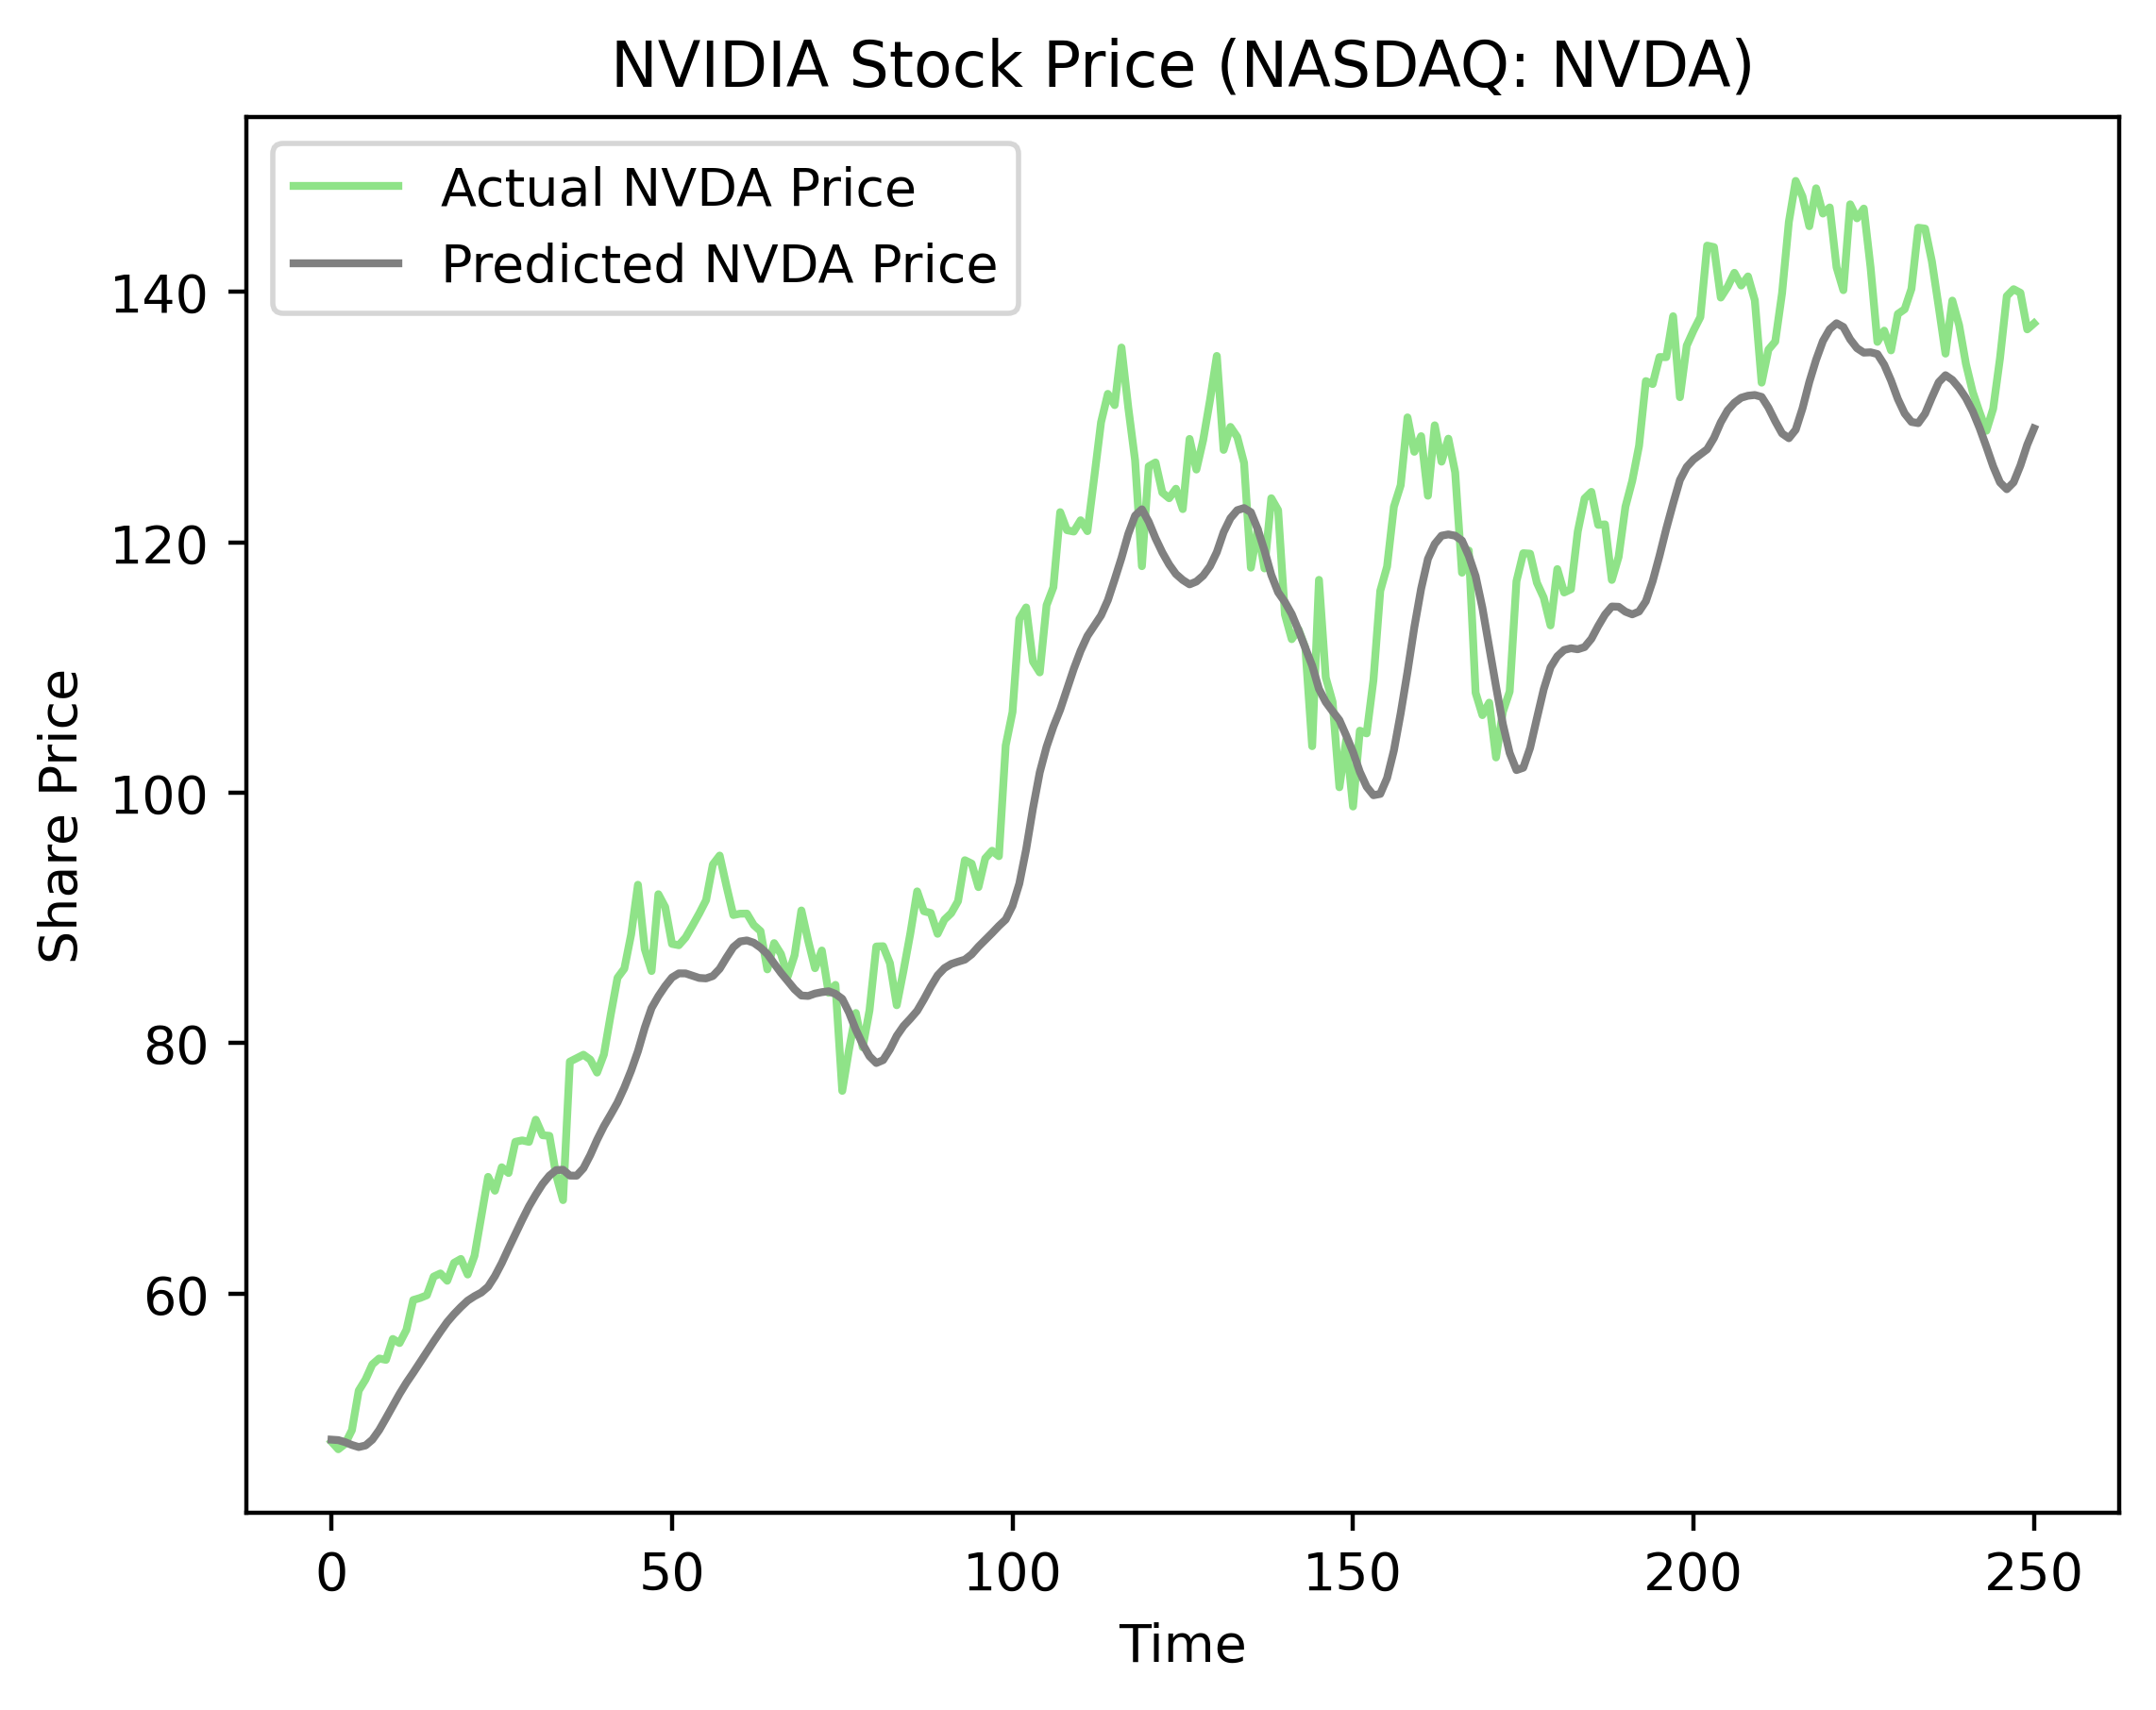 NVIDIA Stock Price (NASDAQ: NVDA)
Actual NVDA Price
Predicted NVDA Price
140
120
100
80
60
Share Price
0 50 100 150 200 250
Time